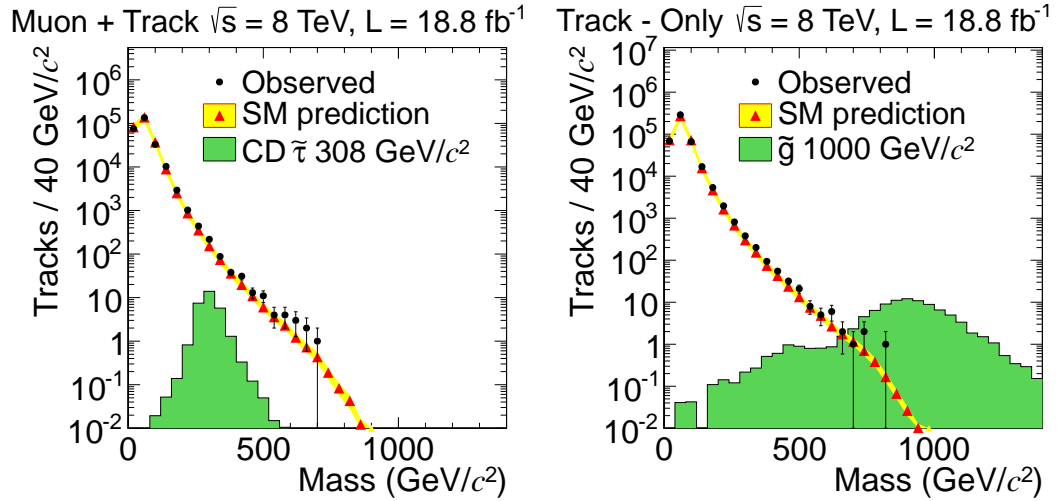 Muon + Track √s = 8 TeV, L = 18.8 fb⁻¹
Tracks / 40 GeV/c²
10⁶
10⁵
10⁴
10³
10²
10
1
10⁻¹
10⁻²
Observed
SM prediction
CD τ̃ 308 GeV/c²
0
500
1000
Mass (GeV/c²)
Track - Only √s = 8 TeV, L = 18.8 fb⁻¹
Tracks / 40 GeV/c²
10⁷
10⁶
10⁵
10⁴
10³
10²
10
1
10⁻¹
10⁻²
Observed
SM prediction
g̃ 1000 GeV/c²
0
500
1000
Mass (GeV/c²)